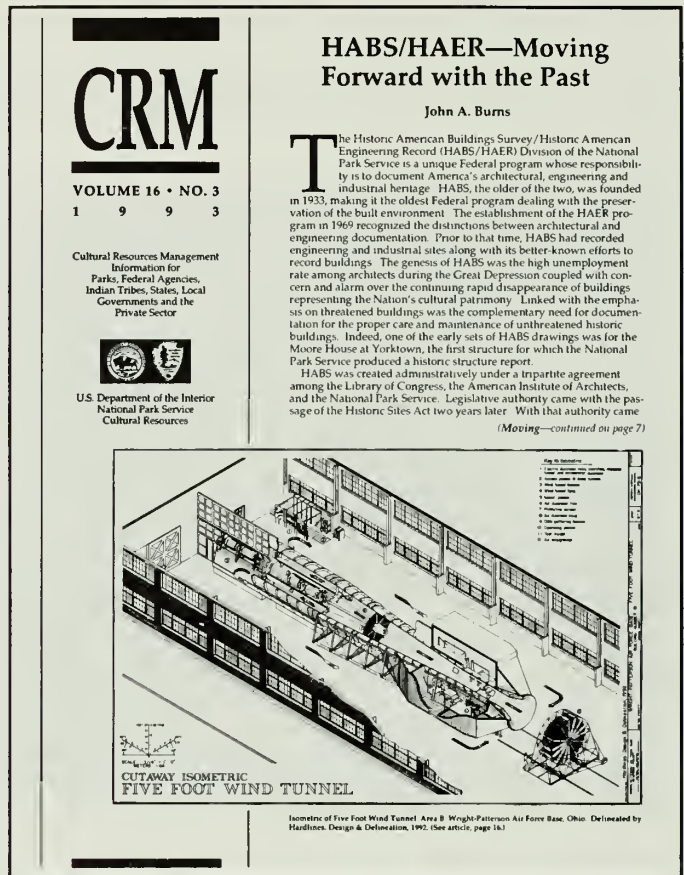 CRM
VOLUME 16 • NO. 3
1 9 9 3
Cultural Resources Management
Information for
Parks, Federal Agencies,
Indian Tribes, States, Local
Governments and the
Private Sector
U.S. Department of the Interior
National Park Service
Cultural Resources
HABS/HAER—Moving
Forward with the Past
John A. Burns
The Historic American Buildings Survey/Historic American
Engineering Record (HABS/HAER) Division of the National
Park Service is a unique Federal program whose responsibili-
ty is to document America's architectural, engineering and
industrial heritage HABS, the older of the two, was founded
in 1933, making it the oldest Federal program dealing with the preser-
vation of the built environment The establishment of the HAER pro-
gram in 1969 recognized the distinctions between architectural and
engineering documentation. Prior to that time, HABS had recorded
engineering and industrial sites along with its better-known efforts to
record buildings The genesis of HABS was the high unemployment
rate among architects during the Great Depression coupled with con-
cern and alarm over the continuing rapid disappearance of buildings
representing the Nation's cultural patrimony Linked with the empha-
sis on threatened buildings was the complementary need for documen-
tation for the proper care and maintenance of unthreatened historic
buildings. Indeed, one of the early sets of HABS drawings was for the
Moore House at Yorktown, the first structure for which the National
Park Service produced a historic structure report.
HABS was created administratively under a tripartite agreement
among the Library of Congress, the American Institute of Architects,
and the National Park Service. Legislative authority came with the pas-
sage of the Historic Sites Act two years later With that authority came
(Moving—continued on page 7)
CUTAWAY ISOMETRIC
FIVE FOOT WIND TUNNEL
Isometric of Five Foot Wind Tunnel Area B Wright-Patterson Air Force Base, Ohio. Delineated by
Hardlines. Design & Delineation, 1992. (See article, page 16.)